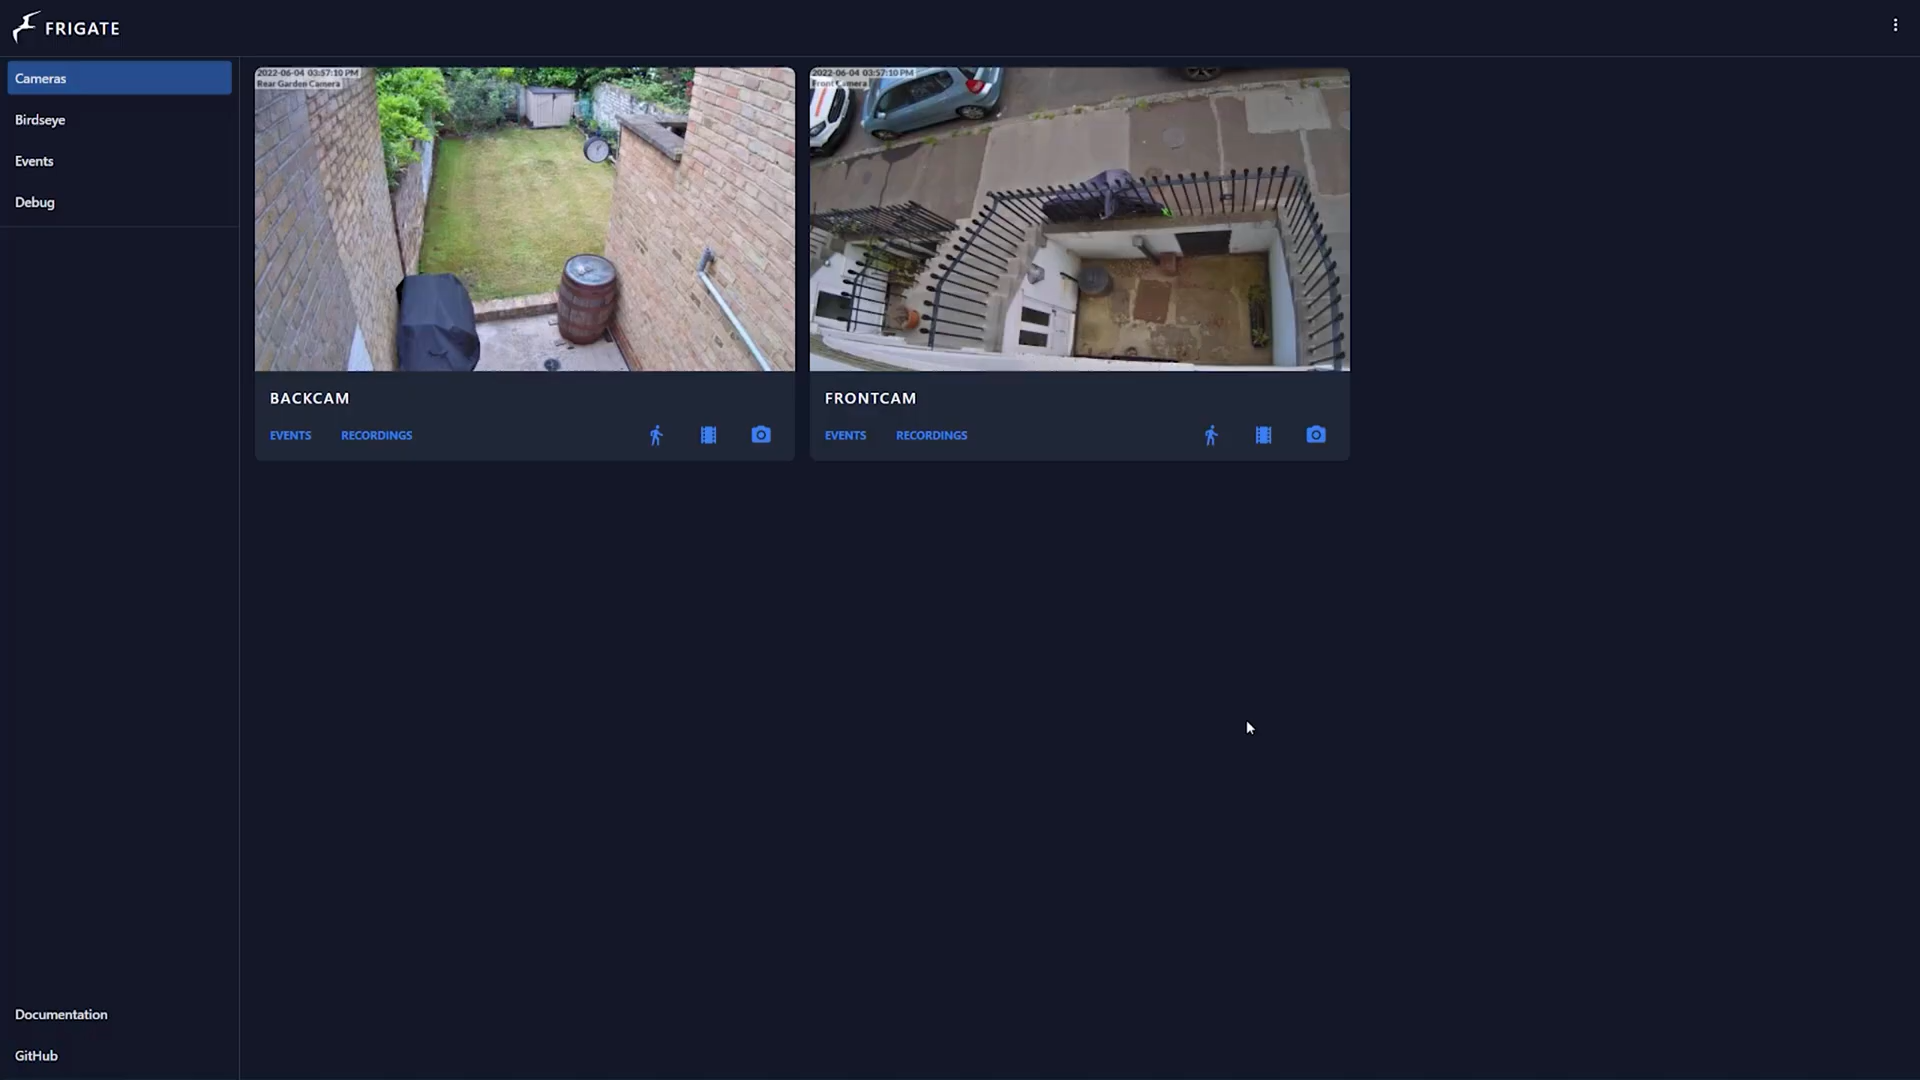 FRIGATE
Cameras
Birdseye
Events
Debug
2022-06-04 03:57:10 PM
Rear Garden Camera
BACKCAM
EVENTS RECORDINGS
2022-06-04 03:57:10 PM
Front Camera
FRONTCAM
EVENTS RECORDINGS
Documentation
GitHub